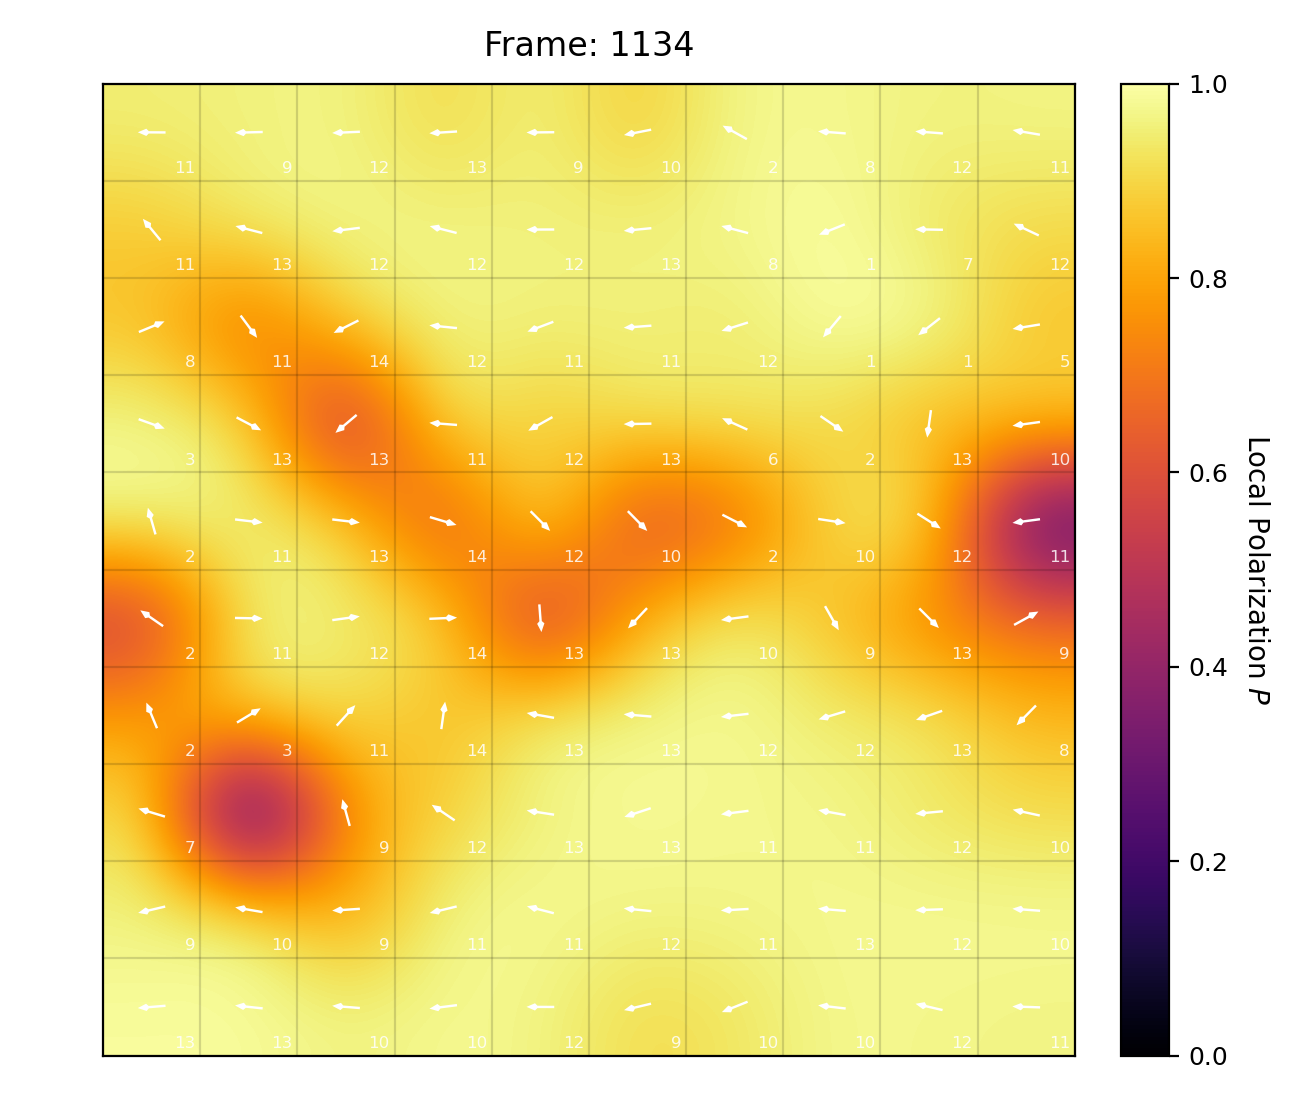 Frame: 1134
11 9 12 13 9 10 2 8 12 11
11 13 12 12 12 13 8 1 7 12
8 11 14 12 11 11 12 1 1 5
3 13 13 11 12 13 6 2 13 10
2 11 13 14 12 10 2 10 12 11
2 11 12 14 13 13 10 9 13 9
2 3 11 14 13 13 12 12 13 8
7 9 12 13 13 11 11 12 10
9 10 9 11 11 12 11 13 12 10
13 13 10 10 12 9 10 10 12 11
1.0
0.8
0.6
0.4
0.2
0.0
Local Polarization P